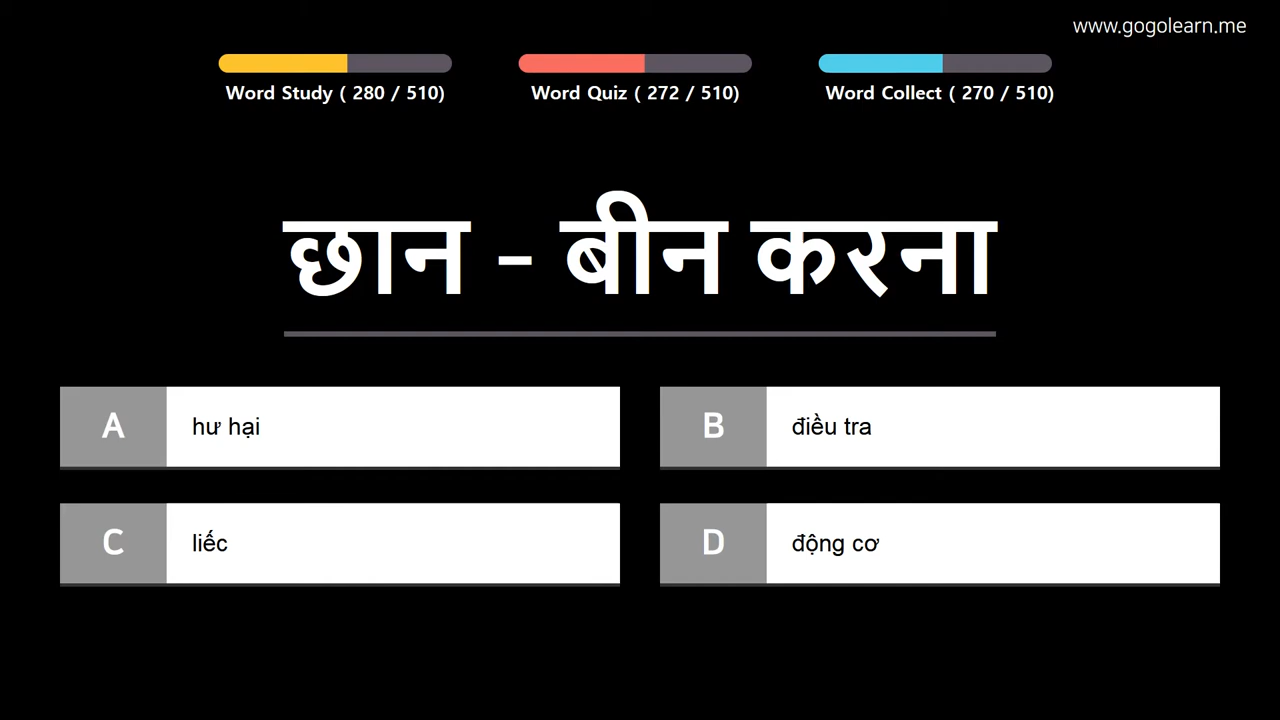 www.gogolearn.me
Word Study ( 280 / 510)
Word Quiz ( 272 / 510)
Word Collect ( 270 / 510)
छान - बीन करना
A hư hại
B điều tra
C liếc
D động cơ